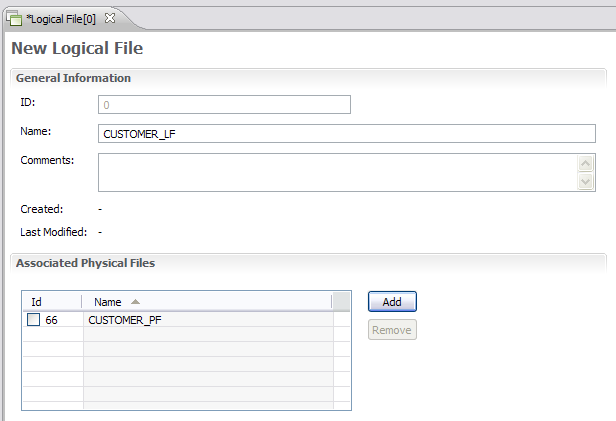 *Logical File[0]
New Logical File
General Information
ID: 0
Name: CUSTOMER_LF
Comments:
Created: -
Last Modified: -
Associated Physical Files
Id Name Add
66 CUSTOMER_PF
Remove